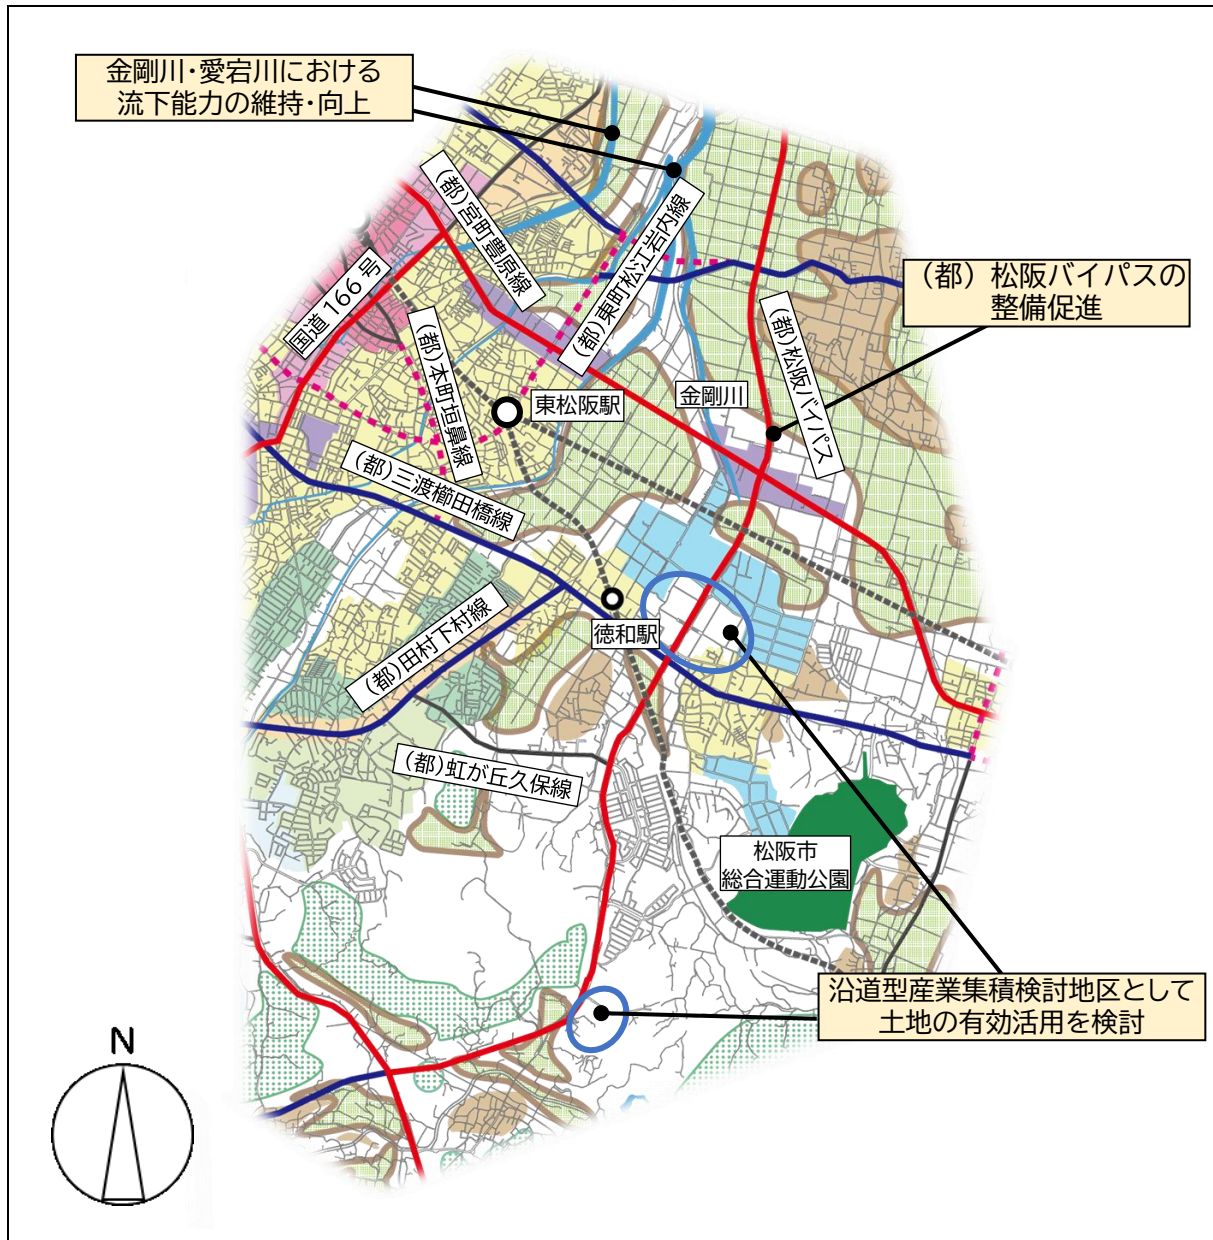 金剛川・愛宕川における
流下能力の維持・向上
(都)宮町豊原線
(都)東町松江岩内線
国道166号
(都)本町垣鼻線
(都)松阪バイパスの
整備促進
(都)松阪バイパス
金剛川
東松阪駅
(都)三渡櫛田橋線
徳和駅
(都)田村下村線
(都)虹が丘久保線
松阪市
総合運動公園
沿道型産業集積検討地区として
土地の有効活用を検討
N